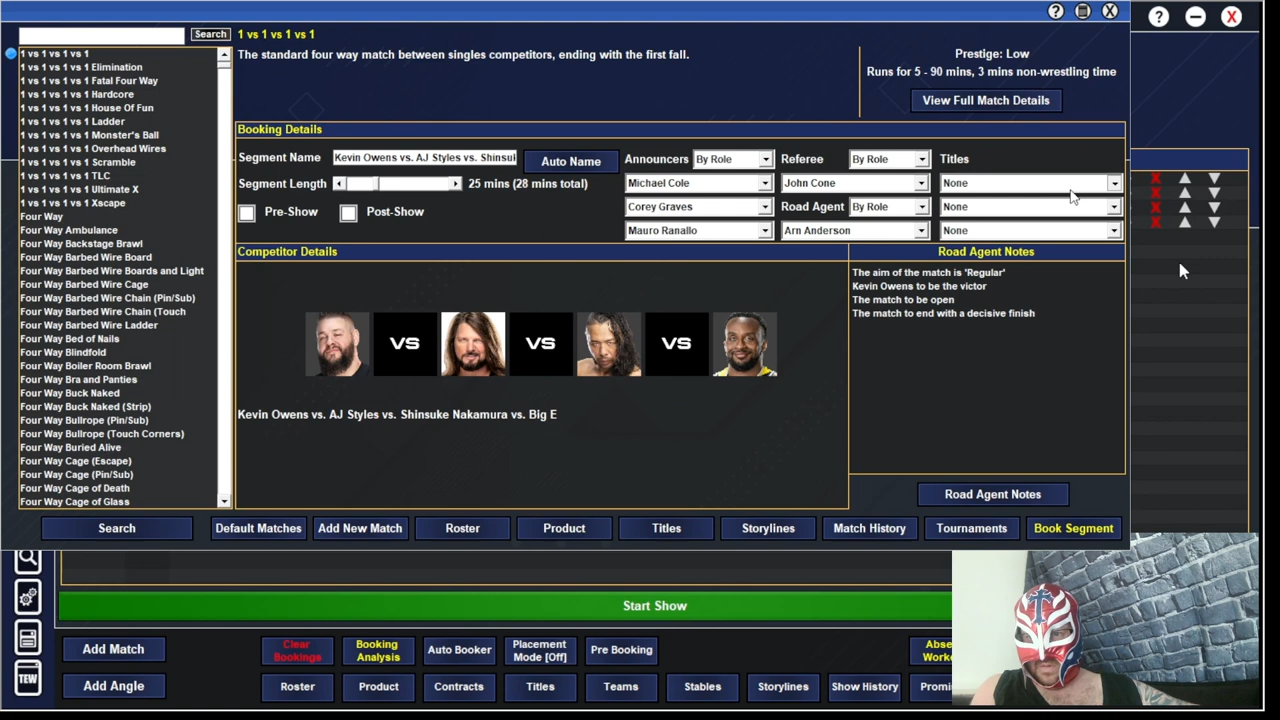 Search
1 vs 1 vs 1 vs 1
The standard four way match between singles competitors, ending with the first fall.
Prestige: Low
Runs for 5 - 90 mins, 3 mins non-wrestling time
View Full Match Details
1 vs 1 vs 1 vs 1
1 vs 1 vs 1 vs 1 Elimination
1 vs 1 vs 1 vs 1 Fatal Four Way
1 vs 1 vs 1 vs 1 Hardcore
1 vs 1 vs 1 vs 1 House Of Fun
1 vs 1 vs 1 vs 1 Ladder
1 vs 1 vs 1 vs 1 Monster's Ball
1 vs 1 vs 1 vs 1 Overhead Wires
1 vs 1 vs 1 vs 1 Scramble
1 vs 1 vs 1 vs 1 TLC
1 vs 1 vs 1 vs 1 Ultimate X
1 vs 1 vs 1 vs 1 Xscape
Four Way
Four Way Ambulance
Four Way Backstage Brawl
Four Way Barbed Wire Board
Four Way Barbed Wire Boards and Light
Four Way Barbed Wire Cage
Four Way Barbed Wire Chain (Pin/Sub)
Four Way Barbed Wire Chain (Touch
Four Way Barbed Wire Ladder
Four Way Bed of Nails
Four Way Blindfold
Four Way Boiler Room Brawl
Four Way Bra and Panties
Four Way Buck Naked
Four Way Buck Naked (Strip)
Four Way Bullrope (Pin/Sub)
Four Way Bullrope (Touch Corners)
Four Way Buried Alive
Four Way Cage (Escape)
Four Way Cage (Pin/Sub)
Four Way Cage of Death
Four Way Cage of Glass
Booking Details
Segment Name
Kevin Owens vs. AJ Styles vs. Shinsul
Auto Name
Segment Length
25 mins (28 mins total)
Pre-Show
Post-Show
Announcers
By Role
Michael Cole
Corey Graves
Mauro Ranallo
Referee
By Role
John Cone
Road Agent
By Role
Arn Anderson
Titles
None
None
None
Competitor Details
VS
VS
VS
Kevin Owens vs. AJ Styles vs. Shinsuke Nakamura vs. Big E
Road Agent Notes
The aim of the match is 'Regular'
Kevin Owens to be the victor
The match to be open
The match to end with a decisive finish
Road Agent Notes
Search
Default Matches
Add New Match
Roster
Product
Titles
Storylines
Match History
Tournaments
Book Segment
Start Show
Add Match
Clear
Bookings
Booking
Analysis
Auto Booker
Placement
Mode [Off]
Pre Booking
Abse
Work
Add Angle
Roster
Product
Contracts
Titles
Teams
Stables
Storylines
Show History
Promi
TEW